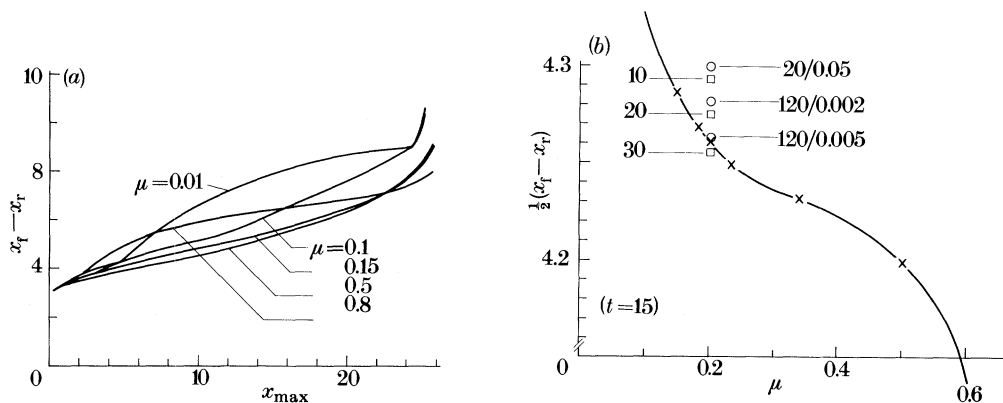 (a)
10
8
4
0
x_f − x_r
μ=0.01
μ=0.1
0.15
0.5
0.8
10
20
x_max
(b)
4.3
4.2
0
½(x_f − x_r)
10
20
30
20/0.05
120/0.002
120/0.005
(t=15)
0.2
0.4
0.6
μ